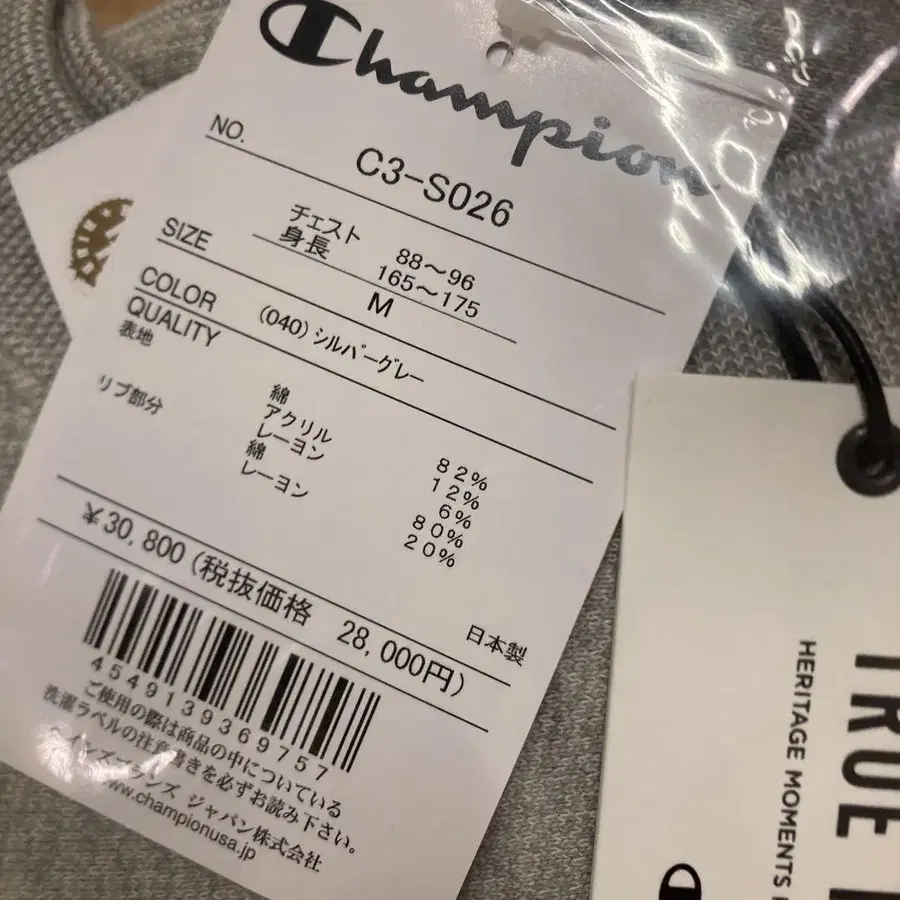 Champion
NO.
C3-S026
SIZE
チェスト 88～96
身長 165～175
M
COLOR
(040) シルバーグレー
QUALITY
表地
綿 82%
アクリル 12%
レーヨン 6%
リブ部分
綿 80%
レーヨン 20%
日本製
¥30,800(税抜価格 28,000円)
4549139369757
ご使用の際は商品の中についている
洗濯ラベルの注意書きを必ずお読み下さい。
ヘインズブランズ ジャパン株式会社
www.championusa.jp
TRUE
HERITAGE MOMENTS